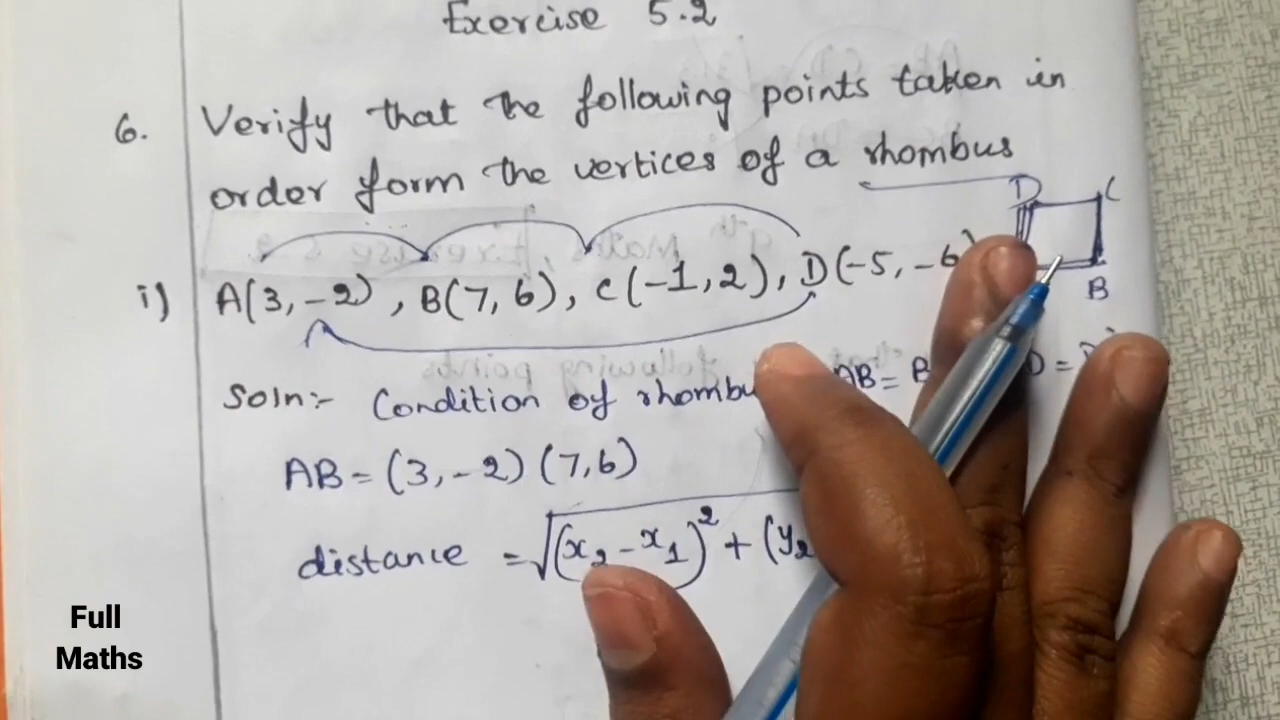 Exercise 5.2
6. Verify that the following points taken in
order form the vertices of a rhombus
D C
i) A(3,-2), B(7,6), C(-1,2), D(-5,-6)
B
Soln:- Condition of rhombu AB = B D =
AB = (3,-2) (7,6)
distance = √(x₂-x₁)² + (y₂
Full
Maths